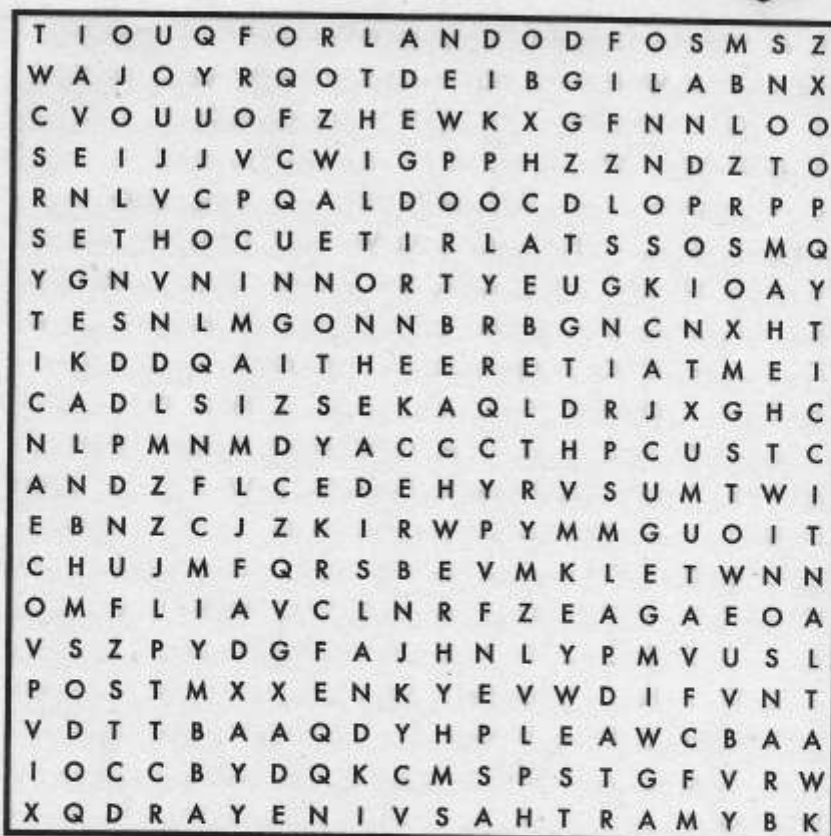 T I O U Q F O R L A N D O D F O S M S Z
W A J O Y R Q O T D E I B G I L A B N X
C V O U U O F Z H E W K X G F N N L O O
S E I J J V C W I G P P H Z Z N D Z T O
R N L V C P Q A L D O O C D L O P R P P
S E T H O C U E T I R L A T S S O S M Q
Y G N V N I N N O R T Y E U G K I O A Y
T E S N L M G O N N B R B G N C N X H T
I K D D Q A I T H E E R E T I A T M E I
C A D L S I Z S E K A Q L D R J X G H C
N L P M N M D Y A C C C T H P C U S T C
A N D Z F L C E D E H Y R V S U M T W I
E B N Z C J Z K I R W P Y M M G U O I T
C H U J M F Q R S B E V M K L E T W N N
O M F L I A V C L N R F Z E A G A E O A
V S Z P Y D G F A J H N L Y P M V U S L
P O S T M X X E N K Y E V W D I F V N T
V D T T B A A Q D Y H P L E A W C B A A
I O C C B Y D Q K C M S P S T G F V R W
X Q D R A Y E N I V S A H T R A M Y B K